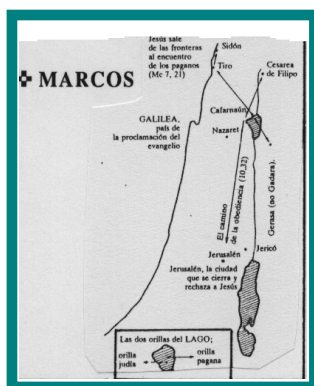 Jesús sale
de las fronteras
al encuentro
de los paganos
(Mc 7, 21)
Sidón
Tiro
Cesarea
de Filipo
✠ MARCOS
Cafarnaún
GALILEA,
país de
la proclamación del
evangelio
Nazaret
El camino
de la obediencia (10,32)
Gerasa (no Gadara).
Jerusalén
Jericó
Jerusalén, la ciudad
que se cierra y
rechaza a Jesús
Las dos orillas del LAGO;
orilla
judía
orilla
pagana